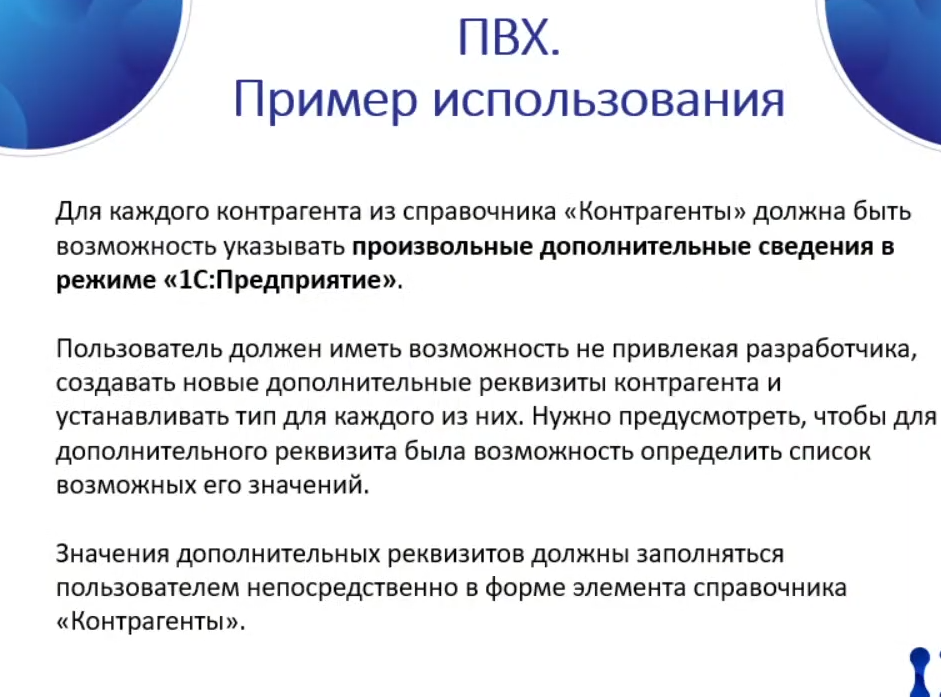 ПВХ.
Пример использования
Для каждого контрагента из справочника «Контрагенты» должна быть
возможность указывать произвольные дополнительные сведения в
режиме «1С:Предприятие».
Пользователь должен иметь возможность не привлекая разработчика,
создавать новые дополнительные реквизиты контрагента и
устанавливать тип для каждого из них. Нужно предусмотреть, чтобы для
дополнительного реквизита была возможность определить список
возможных его значений.
Значения дополнительных реквизитов должны заполняться
пользователем непосредственно в форме элемента справочника
«Контрагенты».